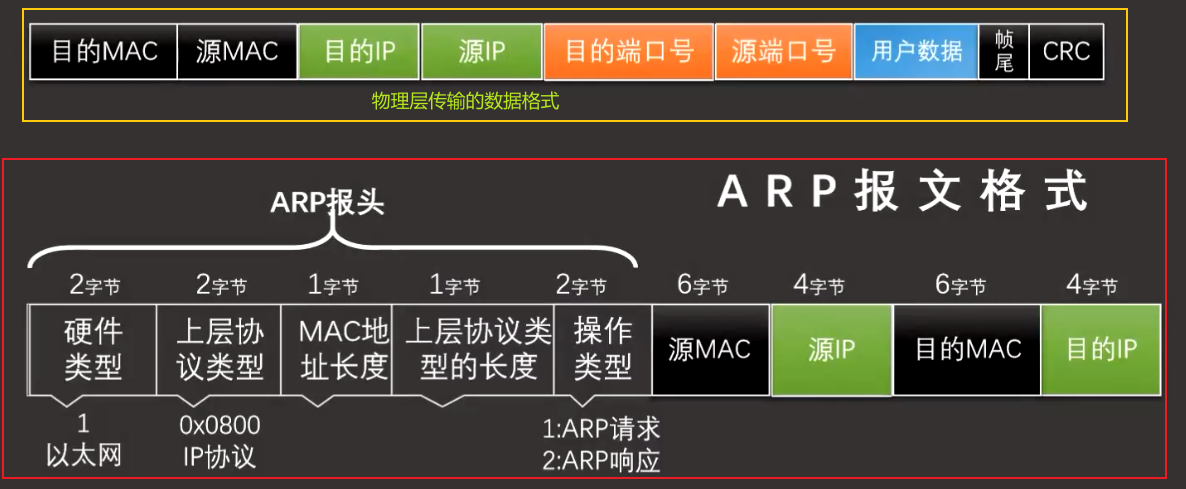 目的MAC 源MAC 目的IP 源IP 目的端口号 源端口号 用户数据 帧尾 CRC
物理层传输的数据格式
ARP报文格式
ARP报头
2字节 2字节 1字节 1字节 2字节 6字节 4字节 6字节 4字节
硬件 上层协 MAC地 上层协议类 操作
类型 议类型 址长度 型的长度 类型
源MAC 源IP 目的MAC 目的IP
1 0x0800 1:ARP请求
以太网 IP协议 2:ARP响应